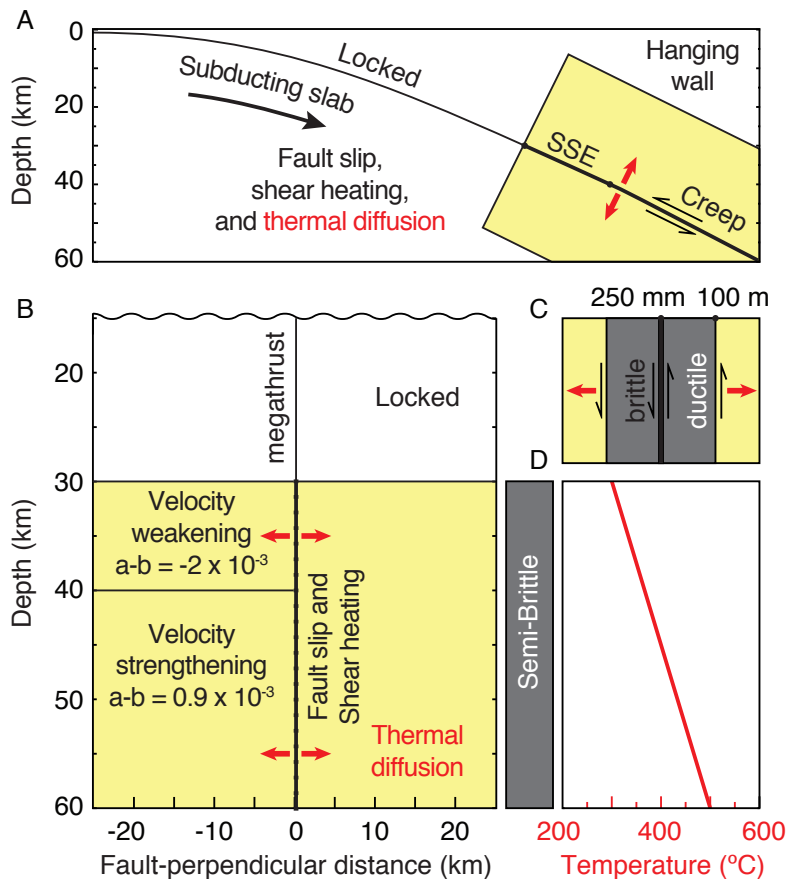 A
0
20
40
60
Depth (km)
Subducting slab
Locked
Fault slip,
shear heating,
and thermal diffusion
Hanging
wall
SSE
Creep
B
20
30
40
50
60
Depth (km)
megathrust
Locked
Velocity
weakening
a-b = -2 x 10⁻³
Velocity
strengthening
a-b = 0.9 x 10⁻³
Fault slip and
Shear heating
Thermal
diffusion
-20 -10 0 10 20
Fault-perpendicular distance (km)
C
250 mm 100 m
brittle
ductile
D
Semi-Brittle
200 400 600
Temperature (ºC)